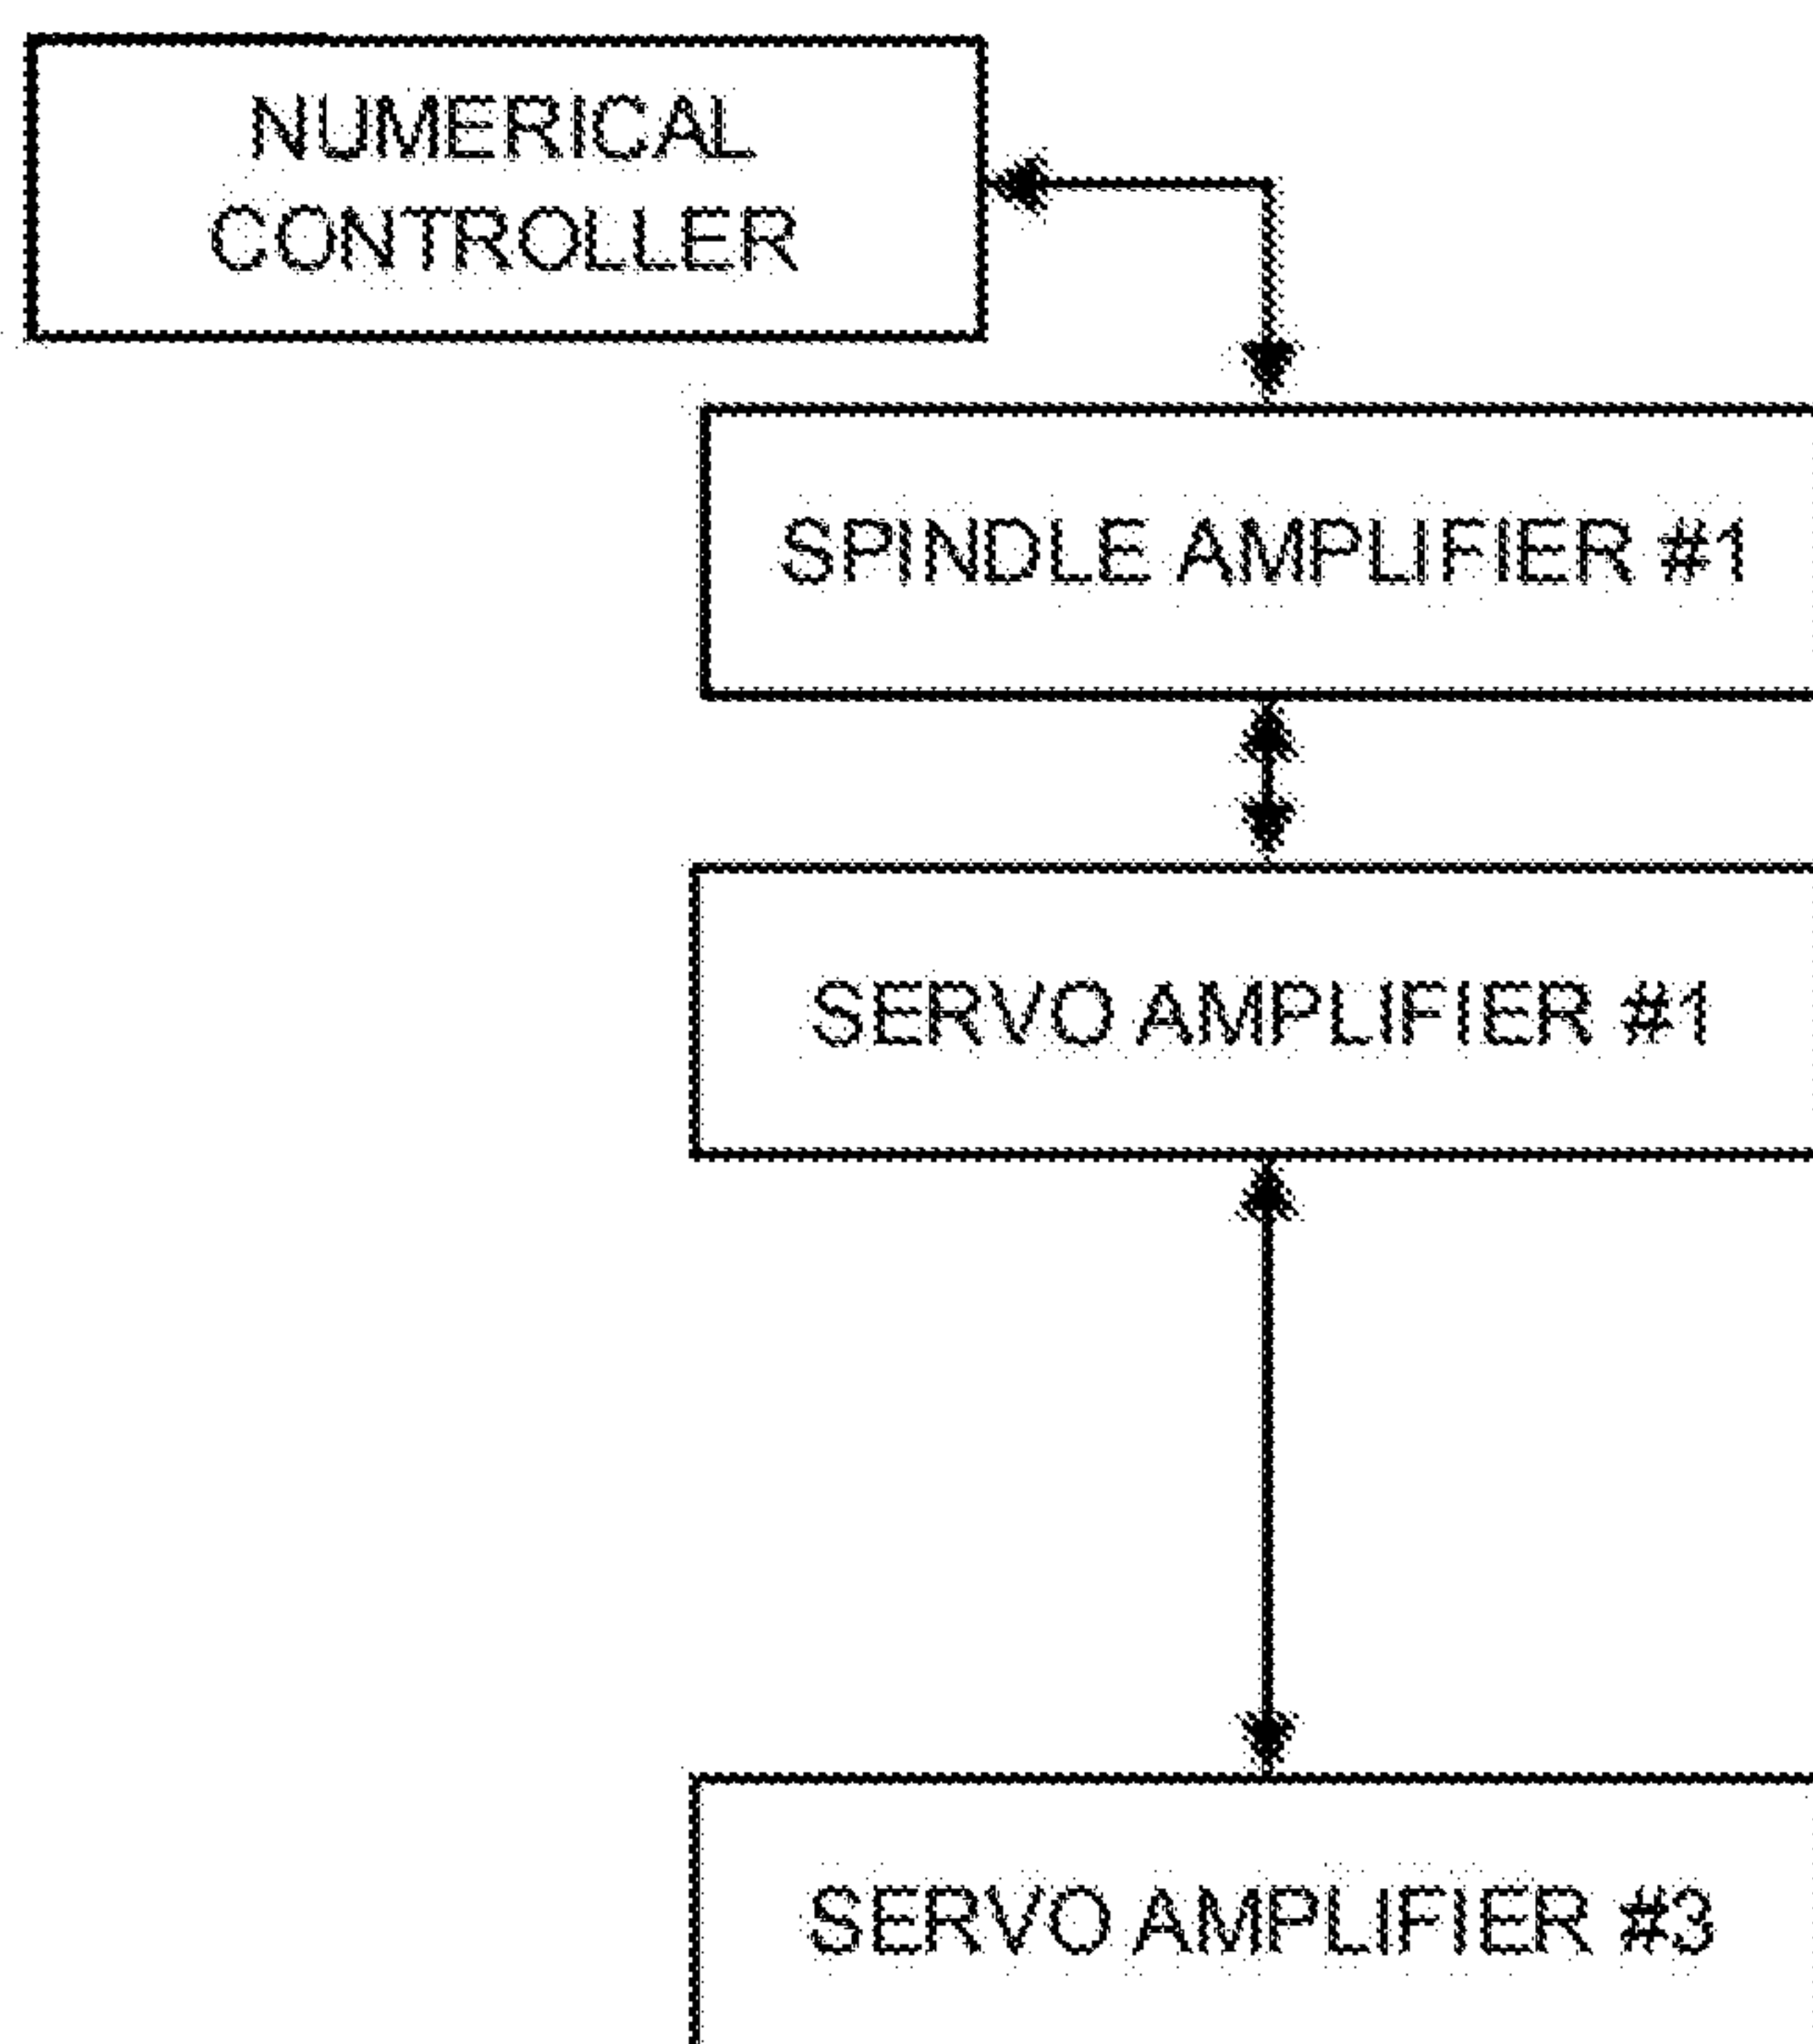 NUMERICAL
CONTROLLER
SPINDLE AMPLIFIER #1
SERVO AMPLIFIER #1
SERVO AMPLIFIER #3